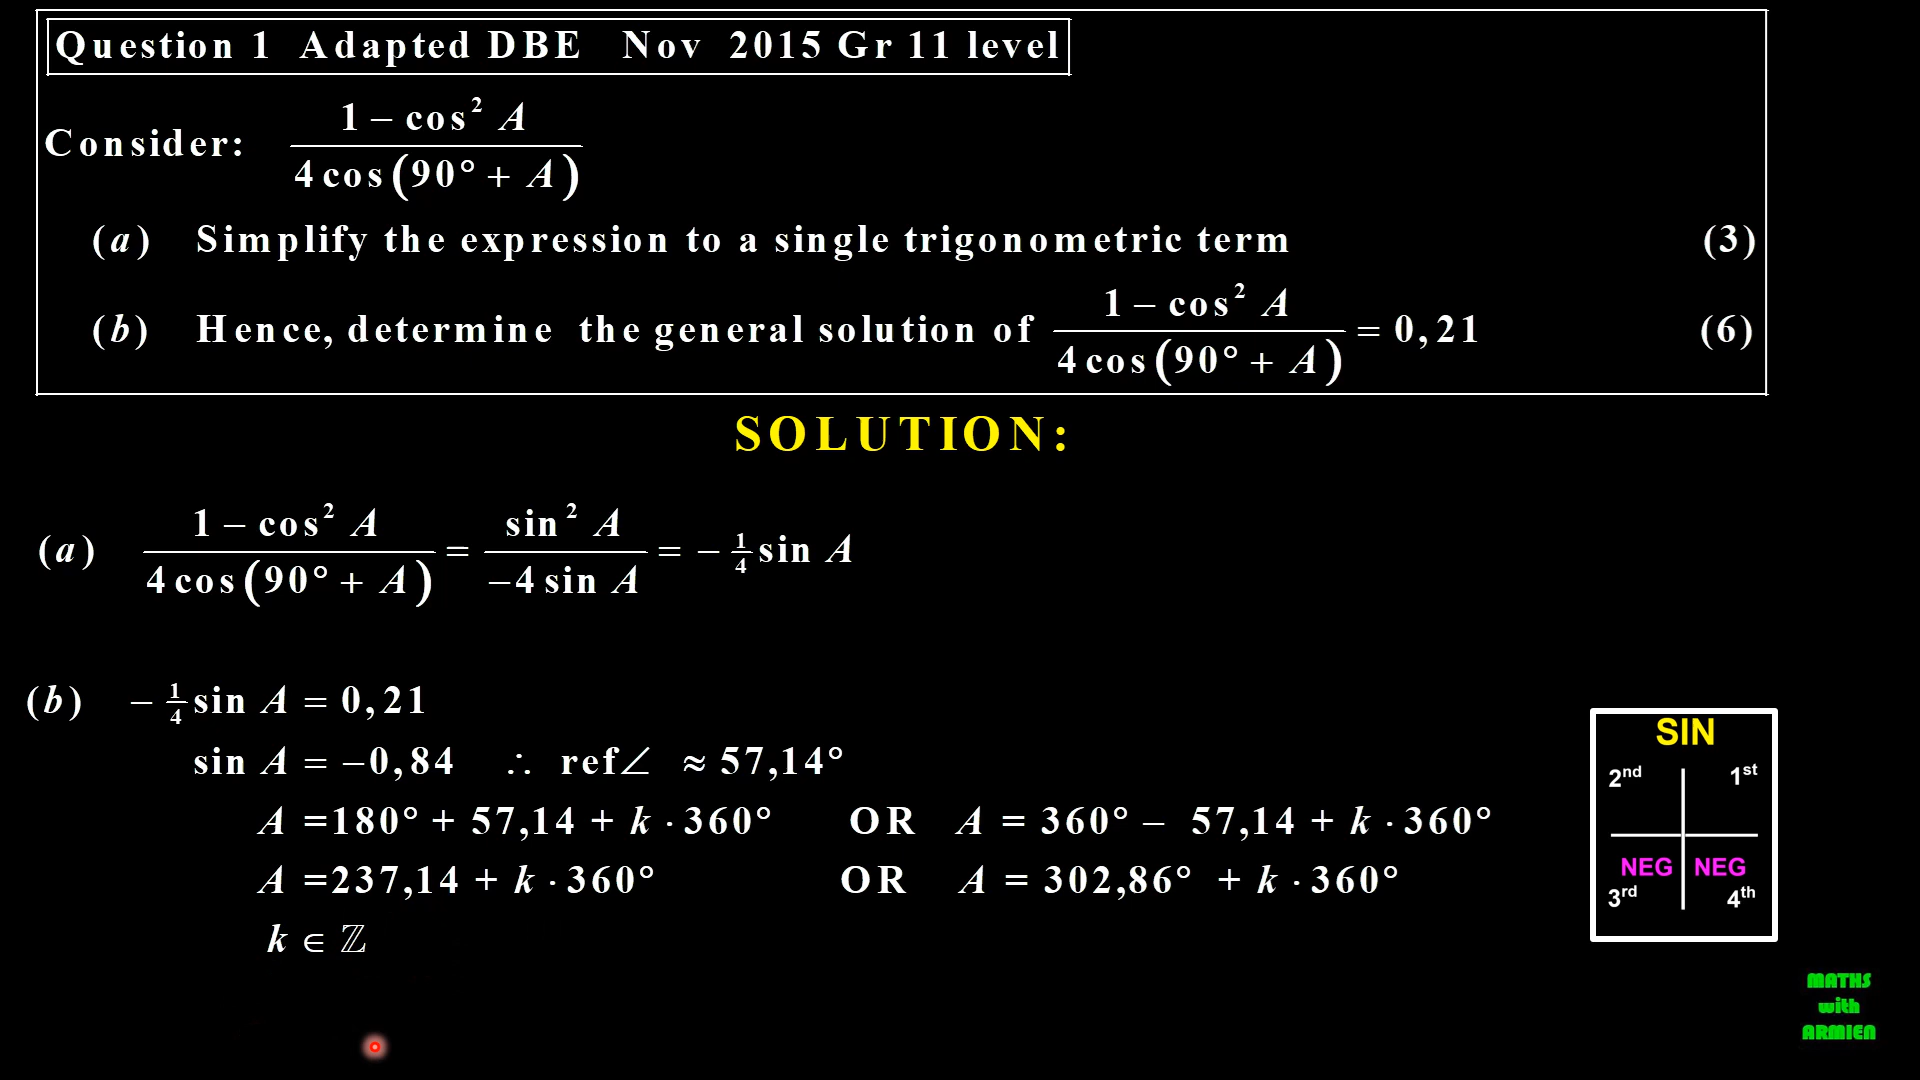 Question 1 Adapted DBE Nov 2015 Gr 11 level
Consider: (1 – cos² A) / (4 cos(90° + A))
(a) Simplify the expression to a single trigonometric term (3)
(b) Hence, determine the general solution of (1 – cos² A) / (4 cos(90° + A)) = 0,21 (6)
SOLUTION:
(a) (1 – cos² A) / (4 cos(90° + A)) = (sin² A) / (–4 sin A) = – ¼ sin A
(b) – ¼ sin A = 0,21
sin A = –0,84 ∴ ref∠ ≈ 57,14°
A =180° + 57,14 + k · 360° OR A = 360° – 57,14 + k · 360°
A =237,14 + k · 360° OR A = 302,86° + k · 360°
k ∈ ℤ
SIN
2nd 1st
NEG NEG
3rd 4th
MATHS
with
ARMIEN